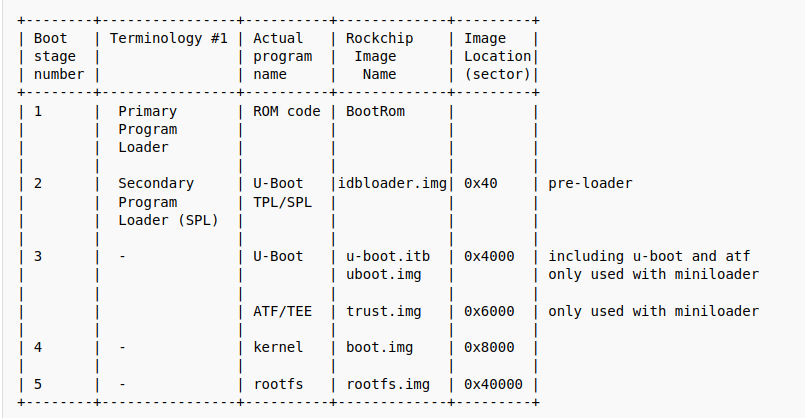 +--------+----------------+----------+-------------+---------+
| Boot   | Terminology #1 | Actual   | Rockchip    | Image   |
| stage  |                | program  |  Image      | Location|
| number |                | name     |   Name      | (sector)|
+--------+----------------+----------+-------------+---------+
| 1      |  Primary       | ROM code | BootRom     |         |
|        |  Program       |          |             |         |
|        |  Loader        |          |             |         |
|        |                |          |             |         |
| 2      |  Secondary     | U-Boot   |idbloader.img| 0x40    | pre-loader
|        |  Program       | TPL/SPL  |             |         |
|        |  Loader (SPL)  |          |             |         |
|        |                |          |             |         |
| 3      |  -             | U-Boot   | u-boot.itb  | 0x4000  | including u-boot and atf
|        |                |          | uboot.img   |         | only used with miniloader
|        |                |          |             |         |
|        |                | ATF/TEE  | trust.img   | 0x6000  | only used with miniloader
|        |                |          |             |         |
| 4      |  -             | kernel   | boot.img    | 0x8000  |
|        |                |          |             |         |
| 5      |  -             | rootfs   | rootfs.img  | 0x40000 |
+--------+----------------+----------+-------------+---------+